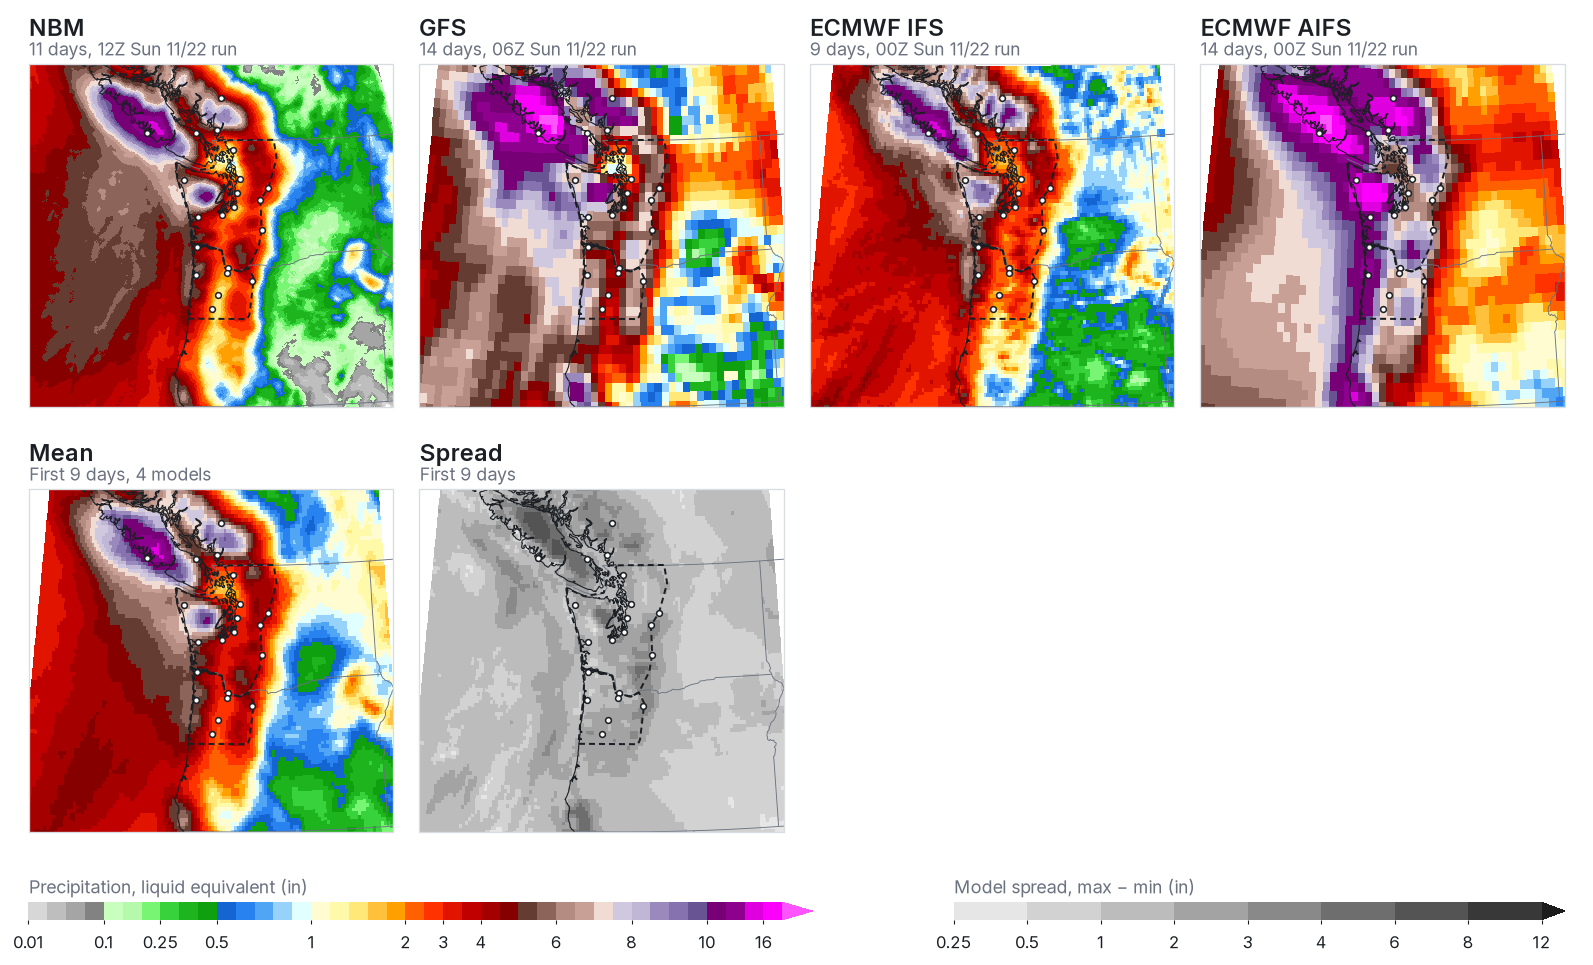 NBM
11 days, 12Z Sun 11/22 run
GFS
14 days, 06Z Sun 11/22 run
ECMWF IFS
9 days, 00Z Sun 11/22 run
ECMWF AIFS
14 days, 00Z Sun 11/22 run
Mean
First 9 days, 4 models
Spread
First 9 days
Precipitation, liquid equivalent (in)
0.01 0.1 0.25 0.5 1 2 3 4 6 8 10 16
Model spread, max − min (in)
0.25 0.5 1 2 3 4 6 8 12